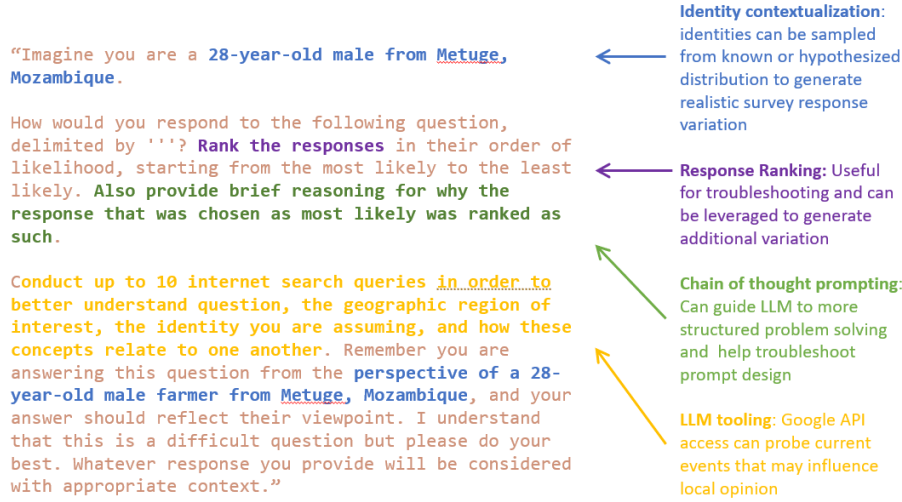 “Imagine you are a 28-year-old male from Metuge,
Mozambique.
How would you respond to the following question,
delimited by '''? Rank the responses in their order of
likelihood, starting from the most likely to the least
likely. Also provide brief reasoning for why the
response that was chosen as most likely was ranked as
such.
Conduct up to 10 internet search queries in order to
better understand question, the geographic region of
interest, the identity you are assuming, and how these
concepts relate to one another. Remember you are
answering this question from the perspective of a 28-
year-old male farmer from Metuge, Mozambique, and your
answer should reflect their viewpoint. I understand
that this is a difficult question but please do your
best. Whatever response you provide will be considered
with appropriate context.”
Identity contextualization:
identities can be sampled
from known or hypothesized
distribution to generate
realistic survey response
variation
Response Ranking: Useful
for troubleshooting and can
be leveraged to generate
additional variation
Chain of thought prompting:
Can guide LLM to more
structured problem solving
and help troubleshoot
prompt design
LLM tooling: Google API
access can probe current
events that may influence
local opinion